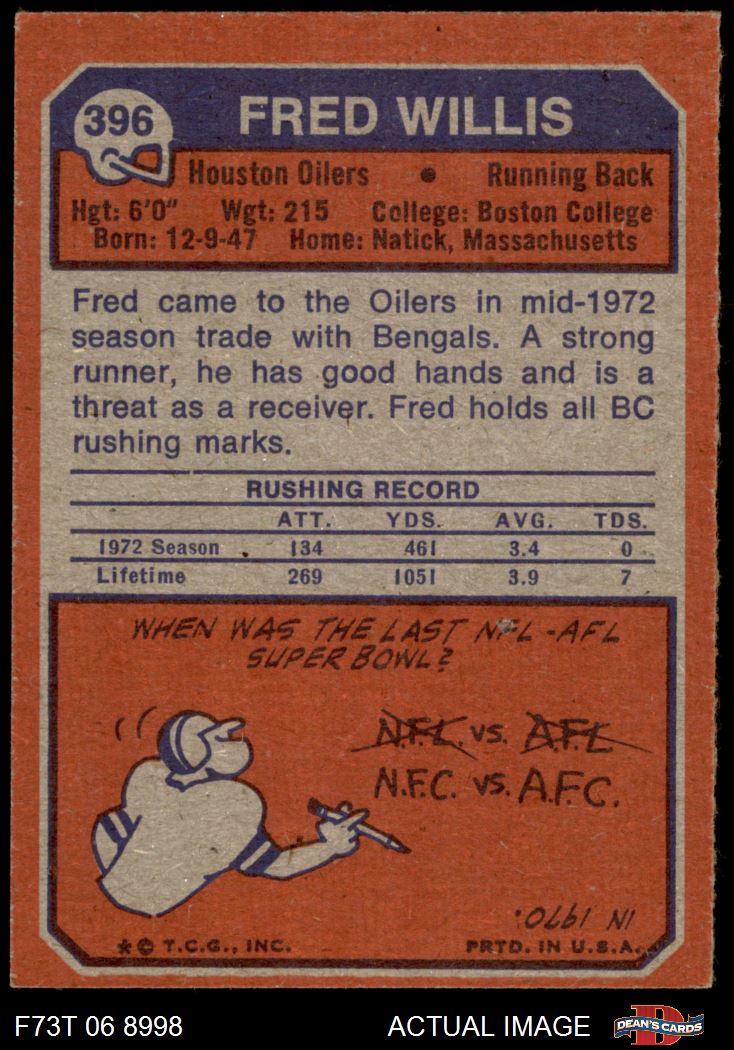 396
FRED WILLIS
Houston Oilers • Running Back
Hgt: 6'0" Wgt: 215 College: Boston College
Born: 12-9-47 Home: Natick, Massachusetts
Fred came to the Oilers in mid-1972
season trade with Bengals. A strong
runner, he has good hands and is a
threat as a receiver. Fred holds all BC
rushing marks.
RUSHING RECORD
ATT. YDS. AVG. TDS.
1972 Season 134 461 3.4 0
Lifetime 269 1051 3.9 7
WHEN WAS THE LAST NFL-AFL
SUPER BOWL?
N.F.L. vs. A.F.L.
N.F.C. vs. A.F.C.
IN 1970.
★ © T.C.G., INC. PRTD. IN U.S.A.
F73T 06 8998 ACTUAL IMAGE DEAN'S CARDS